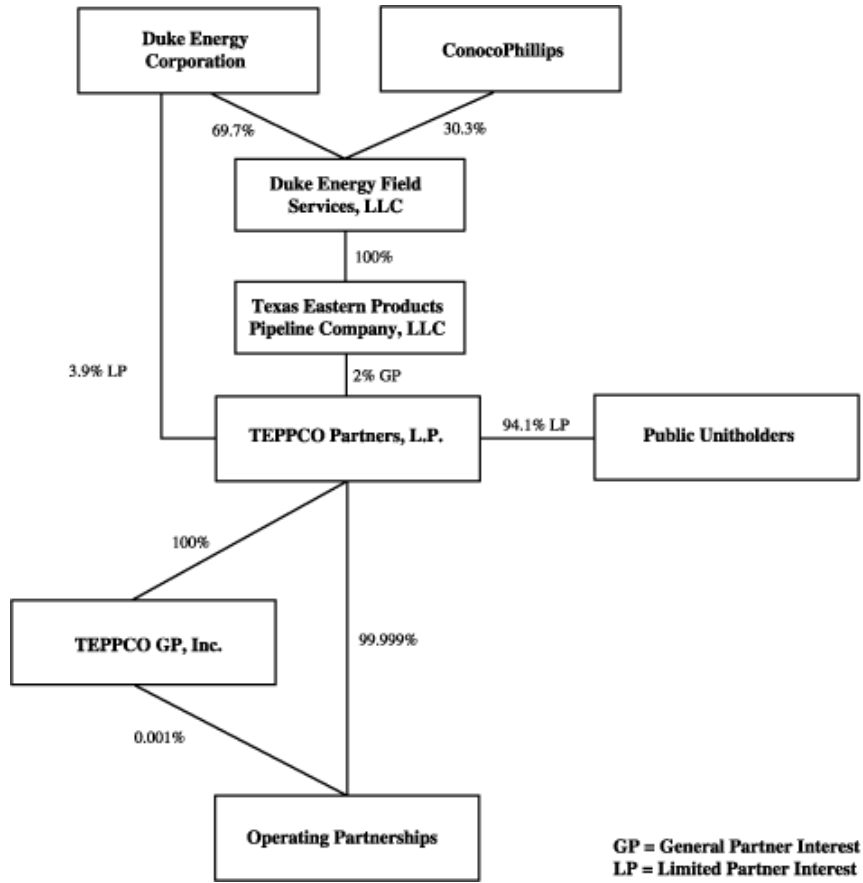 Duke Energy
Corporation
ConocoPhillips
69.7%
30.3%
Duke Energy Field
Services, LLC
100%
Texas Eastern Products
Pipeline Company, LLC
3.9% LP
2% GP
TEPPCO Partners, L.P.
94.1% LP
Public Unitholders
100%
TEPPCO GP, Inc.
99.999%
0.001%
Operating Partnerships
GP = General Partner Interest
LP = Limited Partner Interest